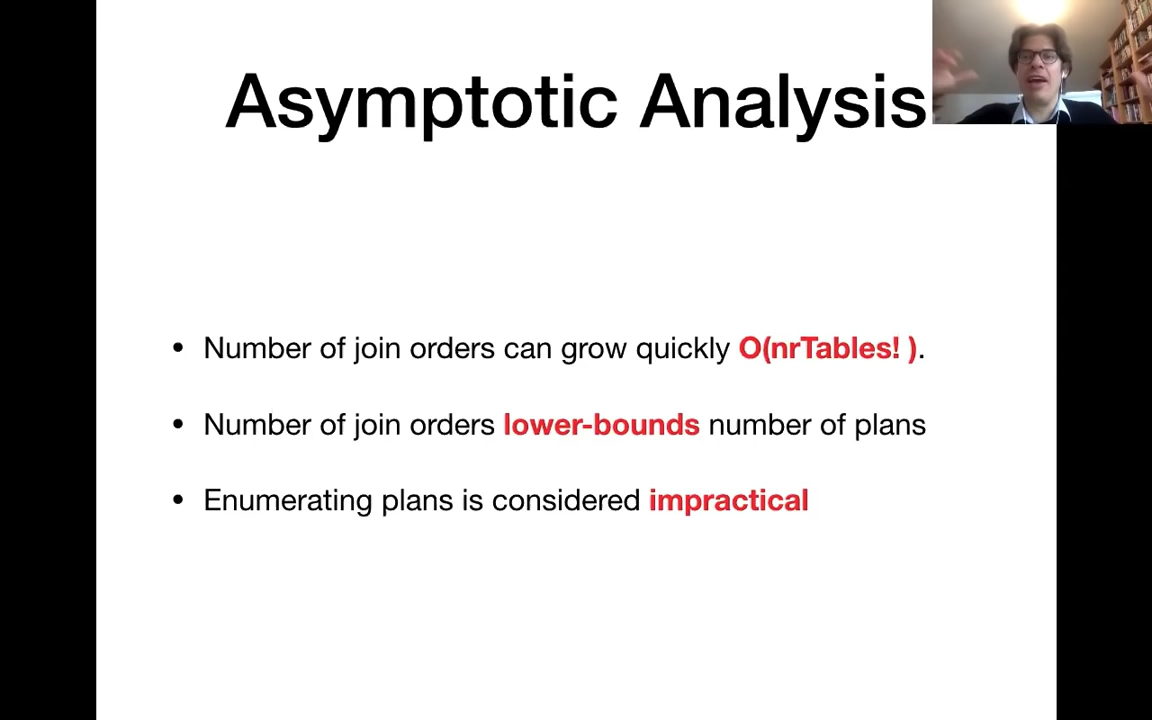 Asymptotic Analysis
• Number of join orders can grow quickly O(nrTables! ).
• Number of join orders lower-bounds number of plans
• Enumerating plans is considered impractical